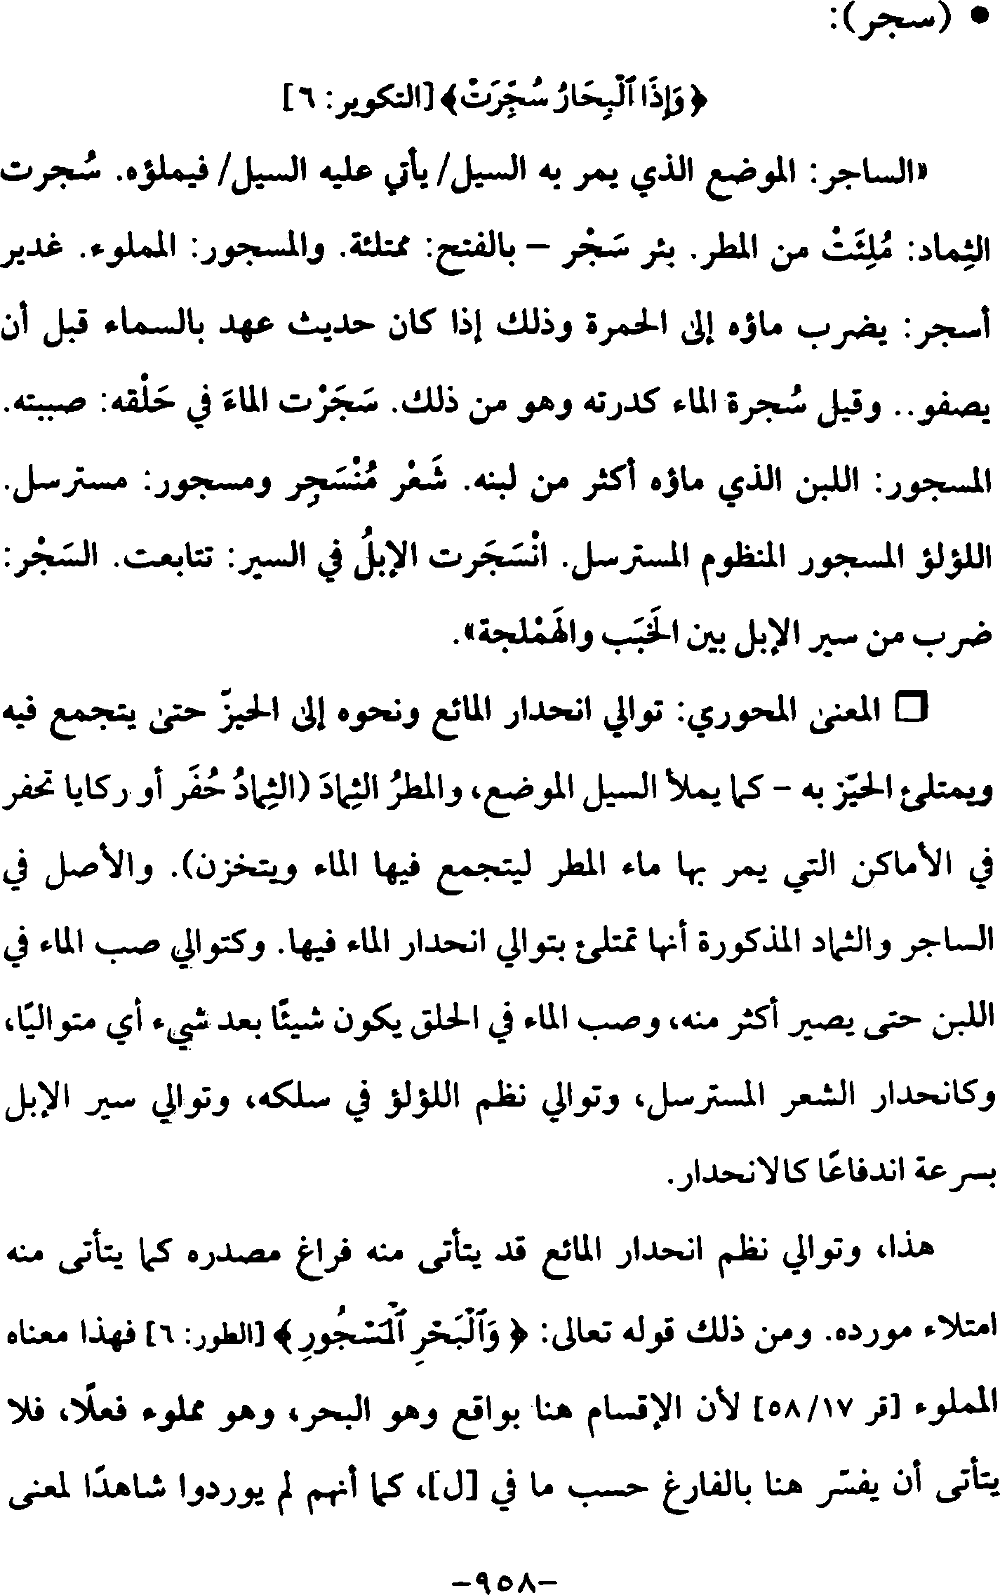 • (سجر):
﴿وَإِذَا ٱلْبِحَارُ سُجِّرَتْ﴾ [التكوير: ٦]
«الساجر: الموضع الذي يمر به السيل/ يأتي عليه السيل/ فيملؤه. سُجرت
الثِماد: مُلِئَتْ من المطر. بئر سَجْر – بالفتح: ممتلئة. والمسجور: المملوء. غدير
أسجر: يضرب ماؤه إلىٰ الحمرة وذلك إذا كان حديث عهد بالسماء قبل أن
يصفو.. وقيل سُجرة الماء كدرته وهو من ذلك. سَجَرْت الماءَ في حَلْقه: صببته.
المسجور: اللبن الذي ماؤه أكثر من لبنه. شَعْر مُنْسَجِر ومسجور: مسترسل.
اللؤلؤ المسجور المنظوم المسترسل. انْسَجَرت الإبلُ في السير: تتابعت. السَجْر:
ضرب من سير الإبل بين الخَبَب والهَمْلجة».
□ المعنىٰ المحوري: توالي انحدار المائع ونحوه إلىٰ الحيزّ حتىٰ يتجمع فيه
ويمتلئ الحيّز به – كما يملأ السيل الموضع، والمطرُ الثِمادَ (الثِمادُ حُفَر أو ركايا تحفر
في الأماكن التي يمر بها ماء المطر ليتجمع فيها الماء ويتخزن). والأصل في
الساجر والثماد المذكورة أنها تمتلئ بتوالي انحدار الماء فيها. وكتوالي صب الماء في
اللبن حتى يصير أكثر منه، وصب الماء في الحلق يكون شيئًا بعد شيء أي متواليًا،
وكانحدار الشعر المسترسل، وتوالي نظم اللؤلؤ في سلكه، وتوالي سير الإبل
بسرعة اندفاعًا كالانحدار.
هذا، وتوالي نظم انحدار المائع قد يتأتى منه فراغ مصدره كما يتأتى منه
امتلاء مورده. ومن ذلك قوله تعالى: ﴿وَٱلْبَحْرِ ٱلْمَسْجُورِ﴾ [الطور: ٦] فهذا معناه
المملوء [قر ١٧/٥٨] لأن الإقسام هنا بواقع وهو البحر، وهو مملوء فعلًا، فلا
يتأتى أن يفسّر هنا بالفارغ حسب ما في [ل]، كما أنهم لم يوردوا شاهدًا لمعنى
–٩٥٨–